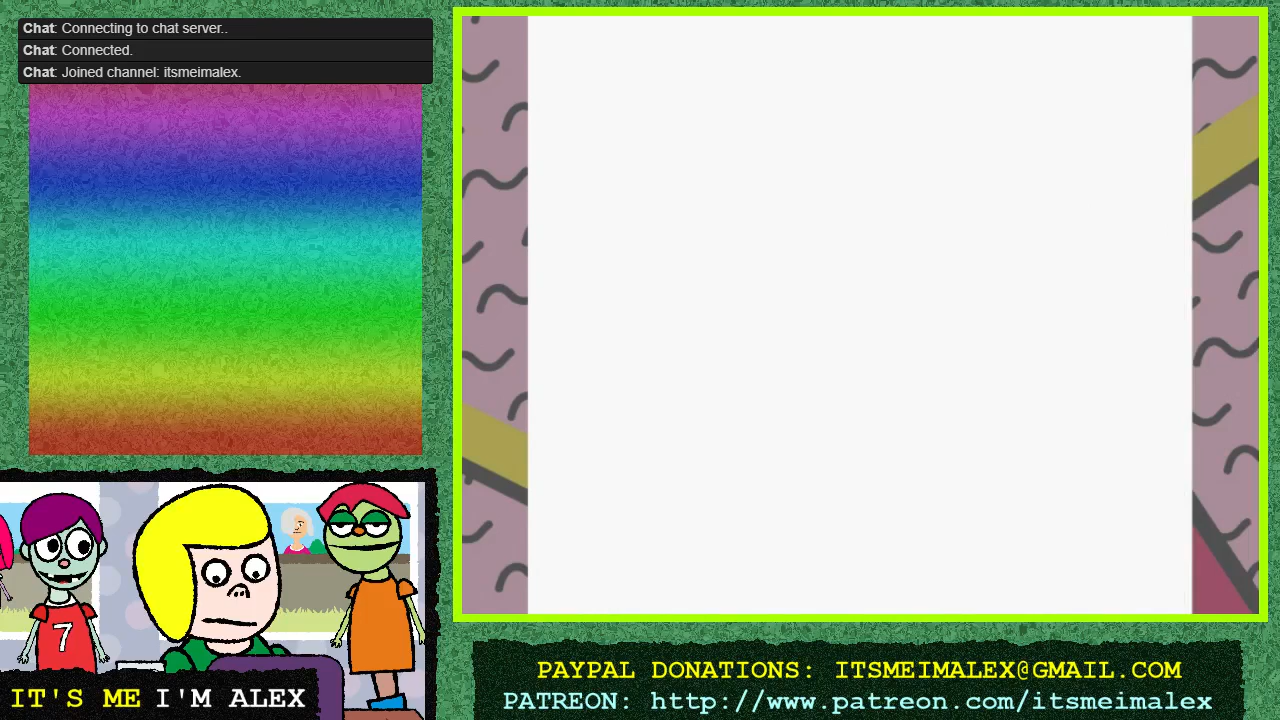 Chat: Connecting to chat server..
Chat: Connected.
Chat: Joined channel: itsmeimalex.
7
IT'S ME I'M ALEX
PAYPAL DONATIONS: ITSMEIMALEX@GMAIL.COM
PATREON: http://www.patreon.com/itsmeimalex